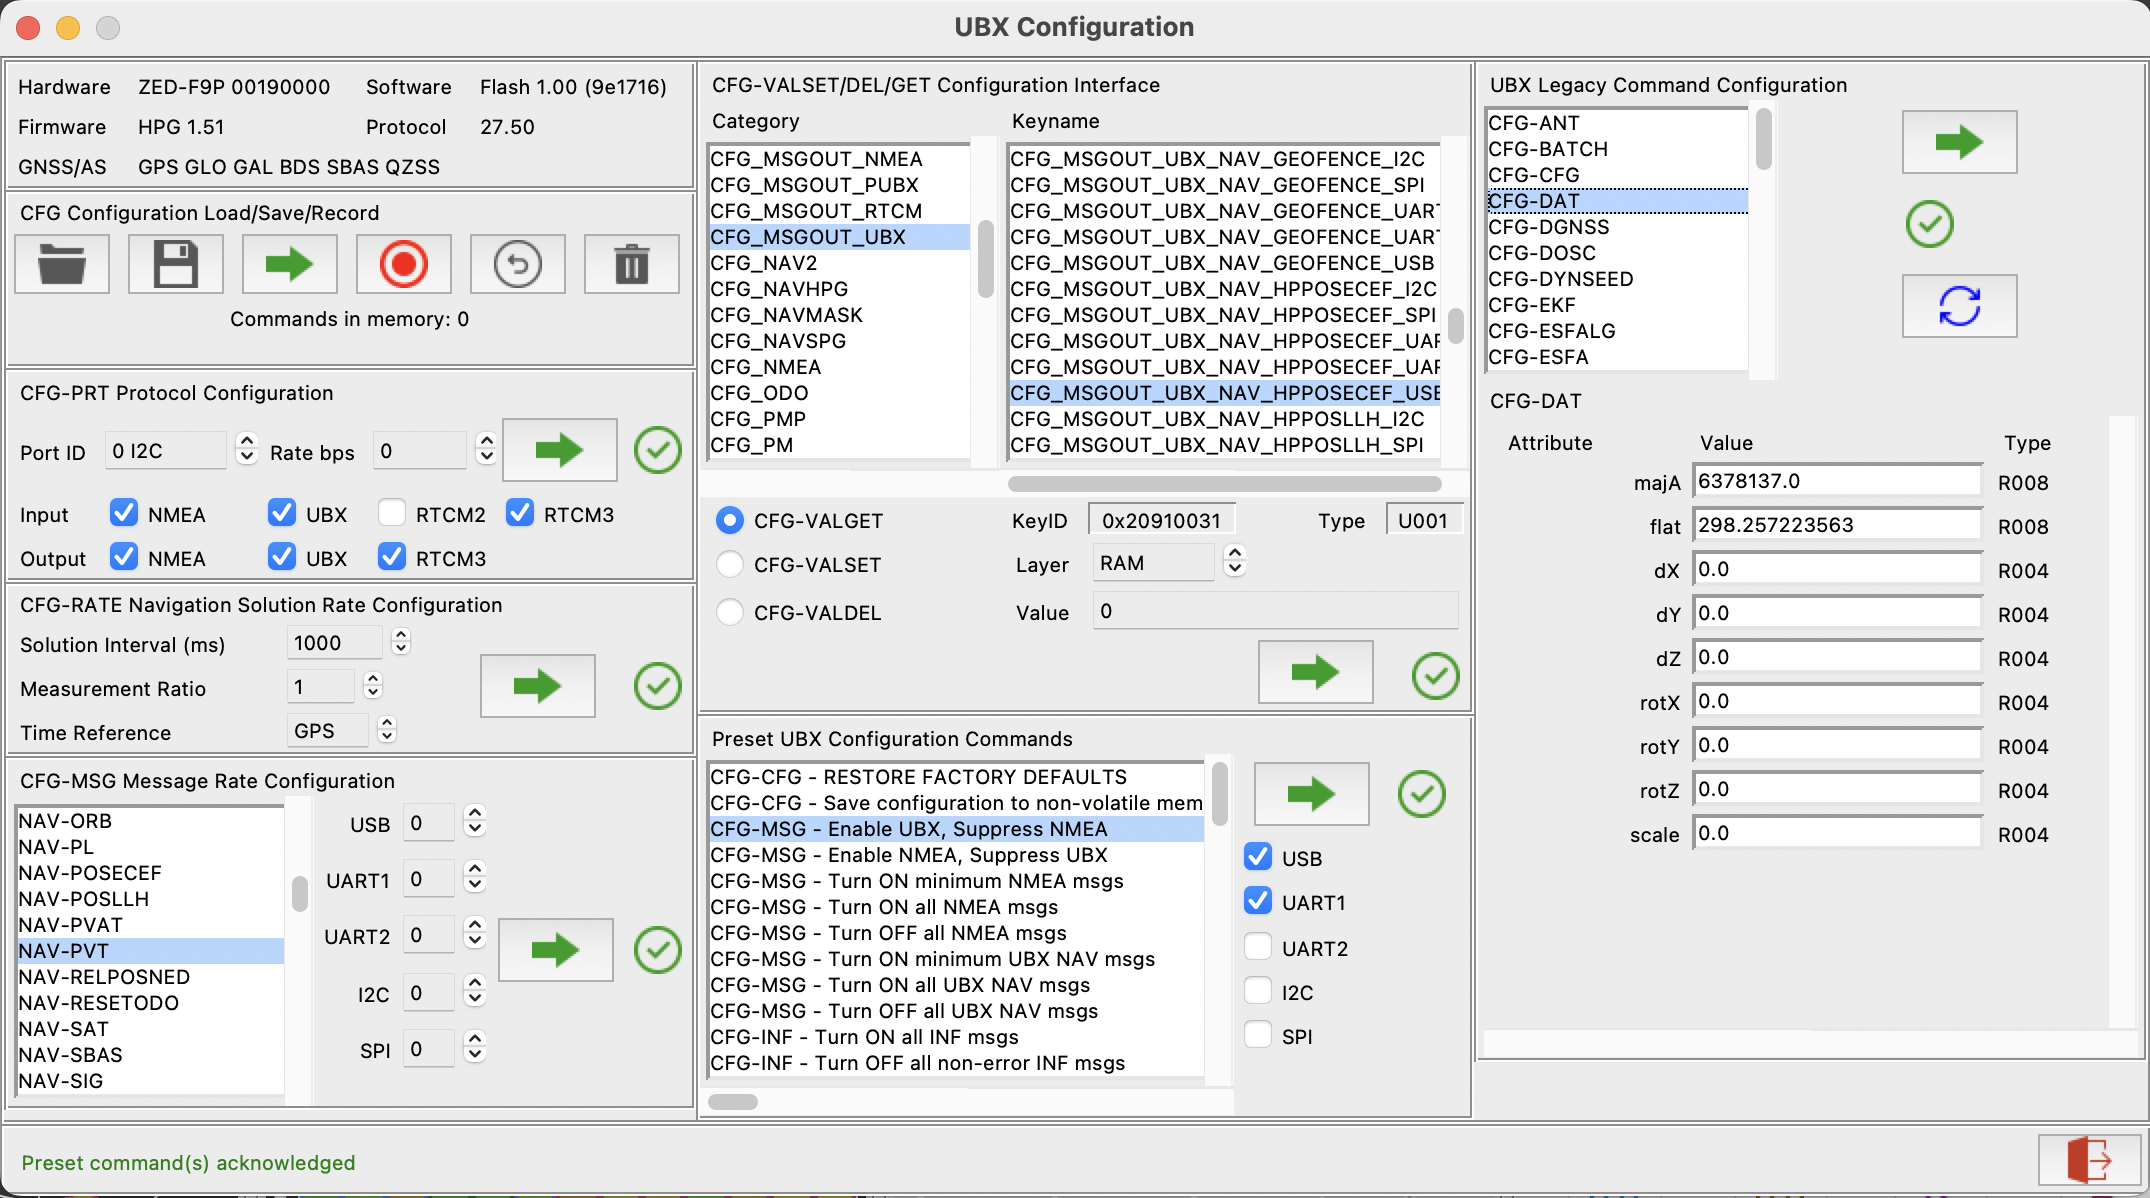 UBX Configuration
Hardware ZED-F9P 00190000 Software Flash 1.00 (9e1716)
Firmware HPG 1.51 Protocol 27.50
GNSS/AS GPS GLO GAL BDS SBAS QZSS
CFG Configuration Load/Save/Record
Commands in memory: 0
CFG-PRT Protocol Configuration
Port ID 0 I2C Rate bps 0
Input NMEA UBX RTCM2 RTCM3
Output NMEA UBX RTCM3
CFG-RATE Navigation Solution Rate Configuration
Solution Interval (ms) 1000
Measurement Ratio 1
Time Reference GPS
CFG-MSG Message Rate Configuration
NAV-ORB
NAV-PL
NAV-POSECEF
NAV-POSLLH
NAV-PVAT
NAV-PVT
NAV-RELPOSNED
NAV-RESETODO
NAV-SAT
NAV-SBAS
NAV-SIG
USB 0
UART1 0
UART2 0
I2C 0
SPI 0
CFG-VALSET/DEL/GET Configuration Interface
Category
CFG_MSGOUT_NMEA
CFG_MSGOUT_PUBX
CFG_MSGOUT_RTCM
CFG_MSGOUT_UBX
CFG_NAV2
CFG_NAVHPG
CFG_NAVMASK
CFG_NAVSPG
CFG_NMEA
CFG_ODO
CFG_PMP
CFG_PM
Keyname
CFG_MSGOUT_UBX_NAV_GEOFENCE_I2C
CFG_MSGOUT_UBX_NAV_GEOFENCE_SPI
CFG_MSGOUT_UBX_NAV_GEOFENCE_UART
CFG_MSGOUT_UBX_NAV_GEOFENCE_UART
CFG_MSGOUT_UBX_NAV_GEOFENCE_USB
CFG_MSGOUT_UBX_NAV_HPPOSECEF_I2C
CFG_MSGOUT_UBX_NAV_HPPOSECEF_SPI
CFG_MSGOUT_UBX_NAV_HPPOSECEF_UAR
CFG_MSGOUT_UBX_NAV_HPPOSECEF_UAR
CFG_MSGOUT_UBX_NAV_HPPOSECEF_USB
CFG_MSGOUT_UBX_NAV_HPPOSLLH_I2C
CFG_MSGOUT_UBX_NAV_HPPOSLLH_SPI
CFG-VALGET KeyID 0x20910031 Type U001
CFG-VALSET Layer RAM
CFG-VALDEL Value 0
Preset UBX Configuration Commands
CFG-CFG - RESTORE FACTORY DEFAULTS
CFG-CFG - Save configuration to non-volatile mem
CFG-MSG - Enable UBX, Suppress NMEA
CFG-MSG - Enable NMEA, Suppress UBX
CFG-MSG - Turn ON minimum NMEA msgs
CFG-MSG - Turn ON all NMEA msgs
CFG-MSG - Turn OFF all NMEA msgs
CFG-MSG - Turn ON minimum UBX NAV msgs
CFG-MSG - Turn ON all UBX NAV msgs
CFG-MSG - Turn OFF all UBX NAV msgs
CFG-INF - Turn ON all INF msgs
CFG-INF - Turn OFF all non-error INF msgs
USB
UART1
UART2
I2C
SPI
UBX Legacy Command Configuration
CFG-ANT
CFG-BATCH
CFG-CFG
CFG-DAT
CFG-DGNSS
CFG-DOSC
CFG-DYNSEED
CFG-EKF
CFG-ESFALG
CFG-ESFA
CFG-DAT
Attribute Value Type
majA 6378137.0 R008
flat 298.257223563 R008
dX 0.0 R004
dY 0.0 R004
dZ 0.0 R004
rotX 0.0 R004
rotY 0.0 R004
rotZ 0.0 R004
scale 0.0 R004
Preset command(s) acknowledged